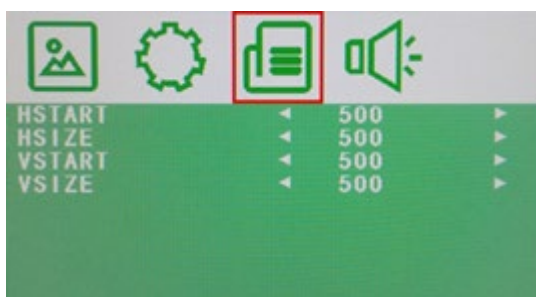 HSTART ◄ 500 ►
HSIZE ◄ 500 ►
VSTART ◄ 500 ►
VSIZE ◄ 500 ►